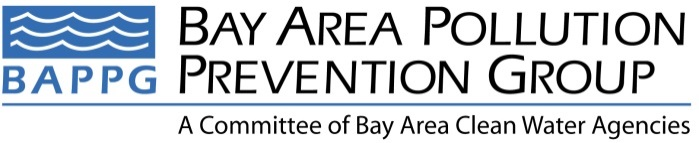 BAPPG
BAY AREA POLLUTION
PREVENTION GROUP
A Committee of Bay Area Clean Water Agencies